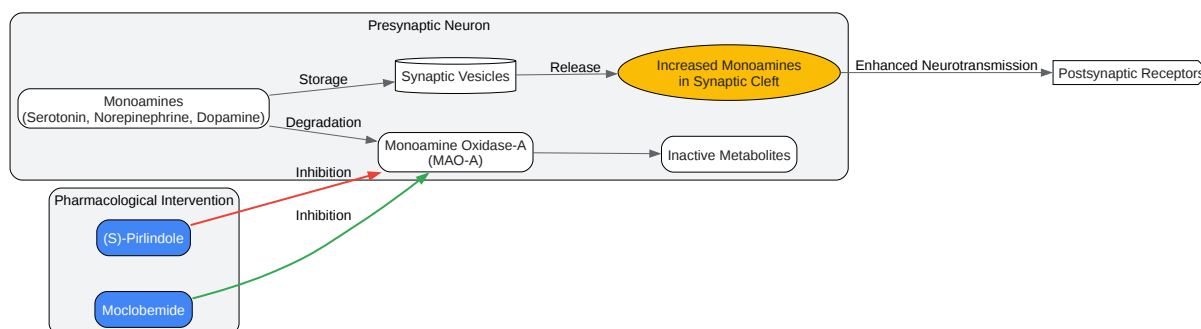 Presynaptic Neuron
Monoamines
(Serotonin, Norepinephrine, Dopamine)
Storage
Synaptic Vesicles
Release
Increased Monoamines
in Synaptic Cleft
Enhanced Neurotransmission
Postsynaptic Receptors
Degradation
Monoamine Oxidase-A
(MAO-A)
Inactive Metabolites
Inhibition
Pharmacological Intervention
Inhibition
(S)-Pirlindole
Moclobemide